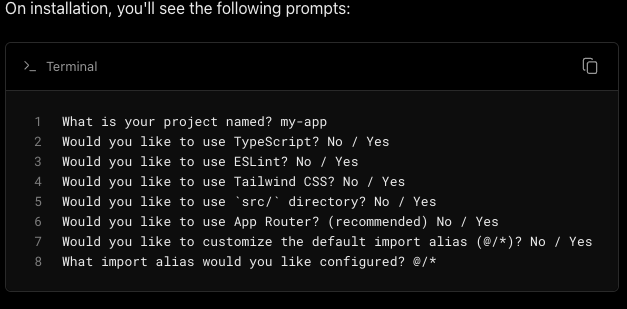 On installation, you'll see the following prompts:
>_ Terminal
1 What is your project named? my-app
2 Would you like to use TypeScript? No / Yes
3 Would you like to use ESLint? No / Yes
4 Would you like to use Tailwind CSS? No / Yes
5 Would you like to use `src/` directory? No / Yes
6 Would you like to use App Router? (recommended) No / Yes
7 Would you like to customize the default import alias (@/*)? No / Yes
8 What import alias would you like configured? @/*